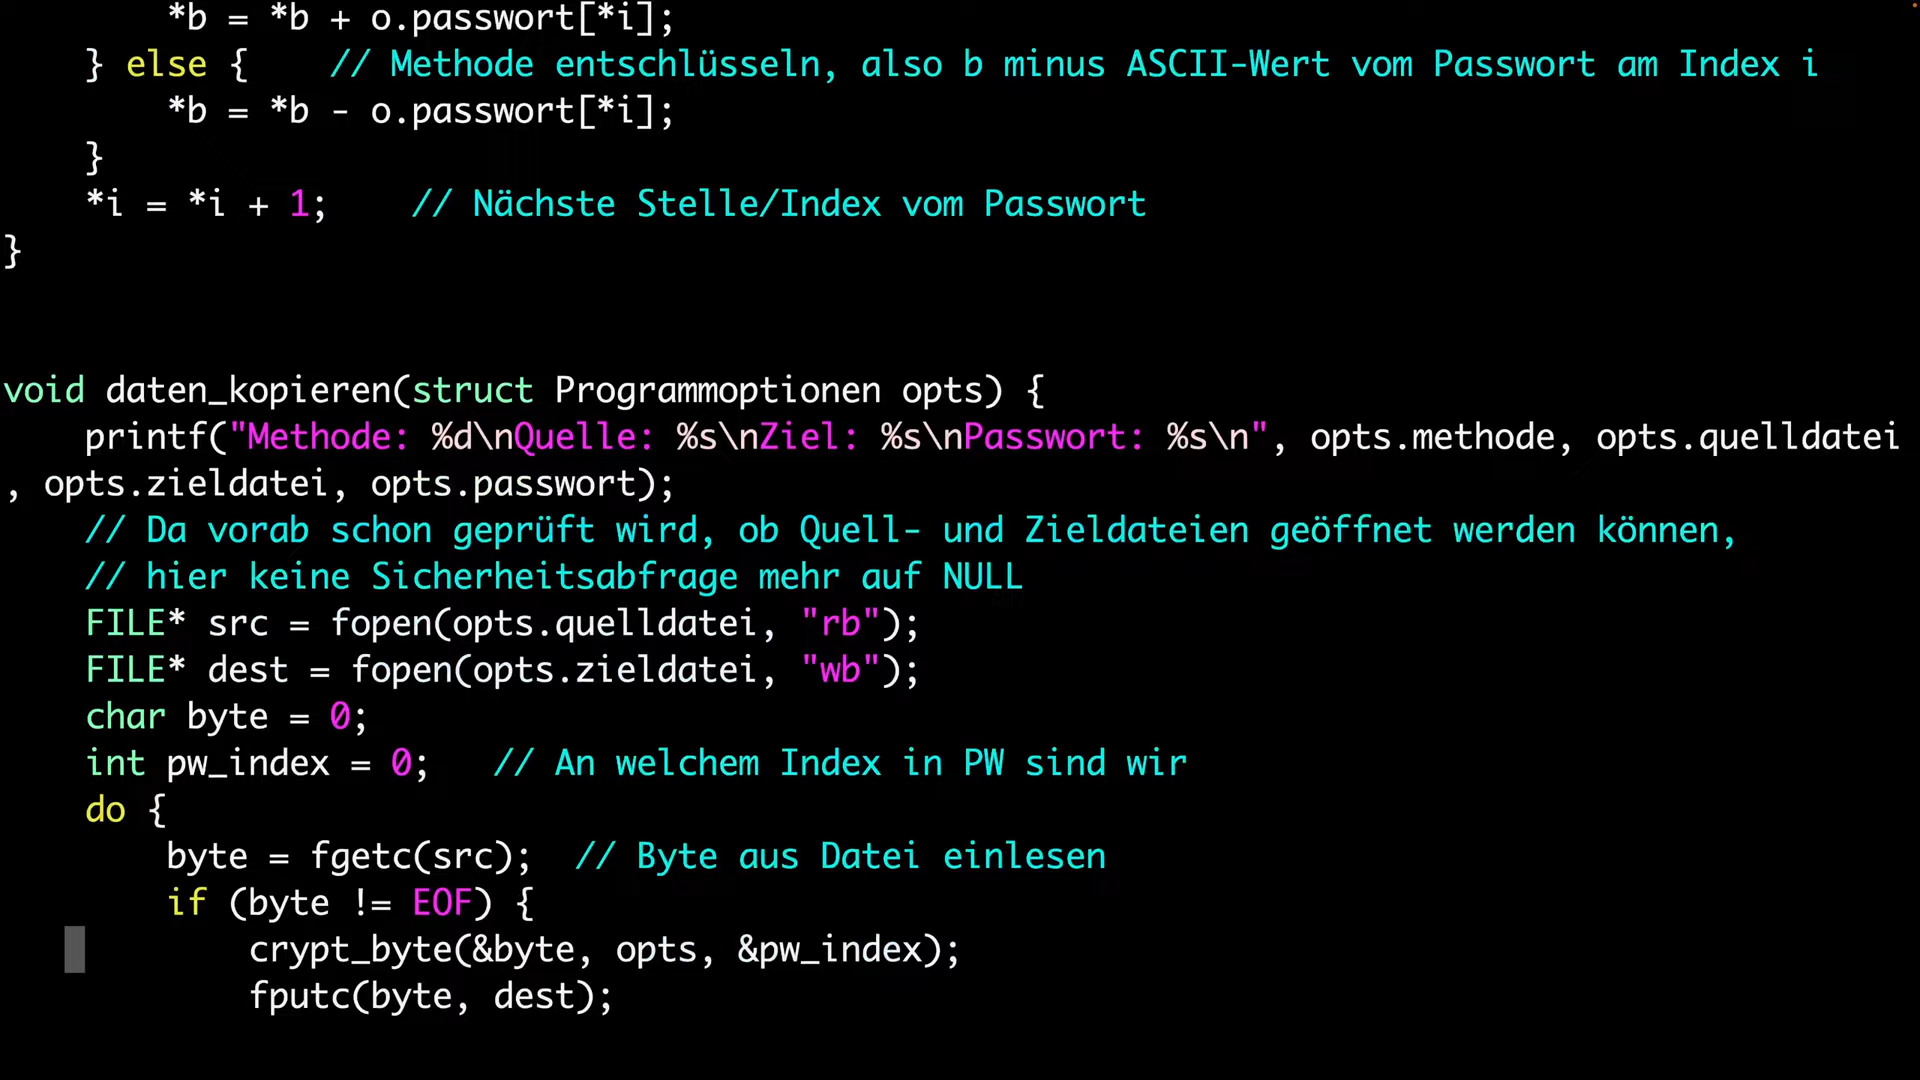 *b = *b + o.passwort[*i];
} else {    // Methode entschlüsseln, also b minus ASCII-Wert vom Passwort am Index i
*b = *b - o.passwort[*i];
}
*i = *i + 1;    // Nächste Stelle/Index vom Passwort
}
void daten_kopieren(struct Programmoptionen opts) {
printf("Methode: %d\nQuelle: %s\nZiel: %s\nPasswort: %s\n", opts.methode, opts.quelldatei
, opts.zieldatei, opts.passwort);
// Da vorab schon geprüft wird, ob Quell- und Zieldateien geöffnet werden können,
// hier keine Sicherheitsabfrage mehr auf NULL
FILE* src = fopen(opts.quelldatei, "rb");
FILE* dest = fopen(opts.zieldatei, "wb");
char byte = 0;
int pw_index = 0;   // An welchem Index in PW sind wir
do {
byte = fgetc(src);  // Byte aus Datei einlesen
if (byte != EOF) {
crypt_byte(&byte, opts, &pw_index);
fputc(byte, dest);